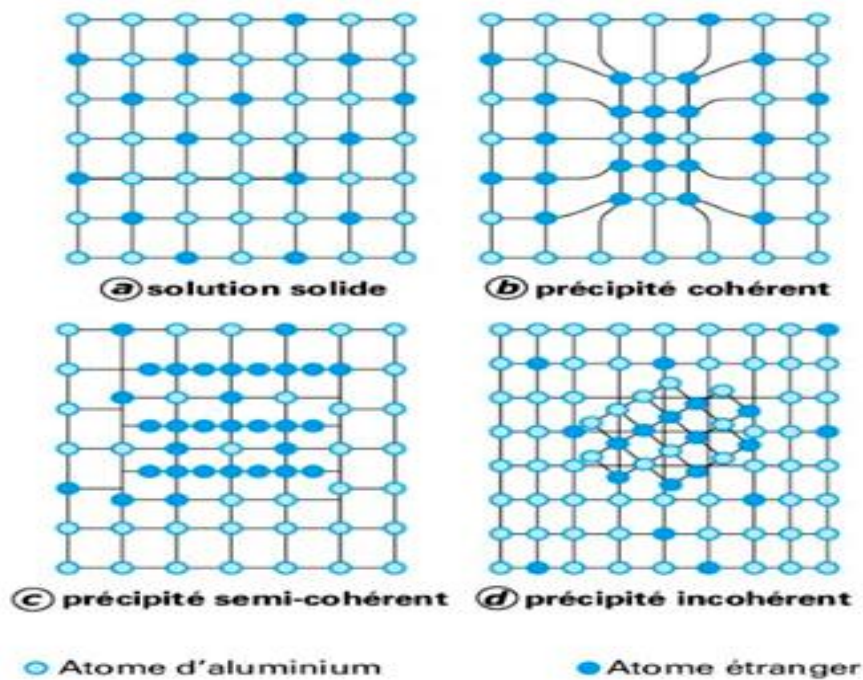 a solution solide
b précipité cohérent
c précipité semi-cohérent
d précipité incohérent
Atome d'aluminium
Atome étranger